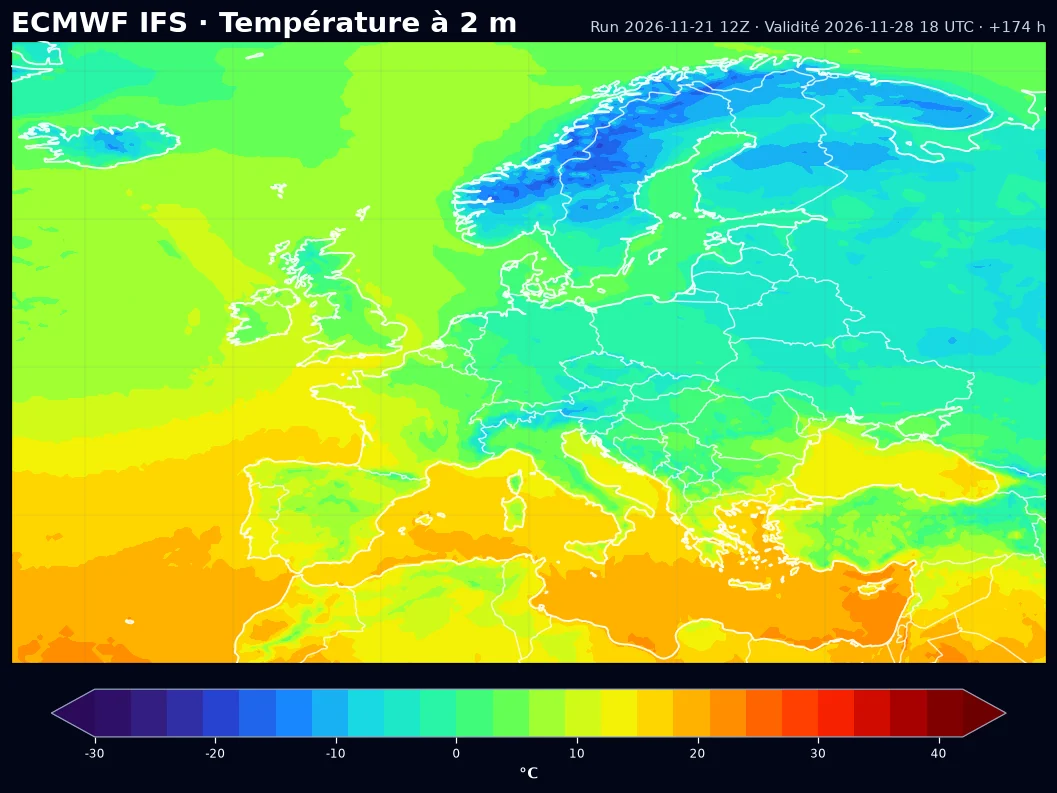 ECMWF IFS · Température à 2 m
Run 2026-11-21 12Z · Validité 2026-11-28 18 UTC · +174 h
-30 -20 -10 0 10 20 30 40
°C